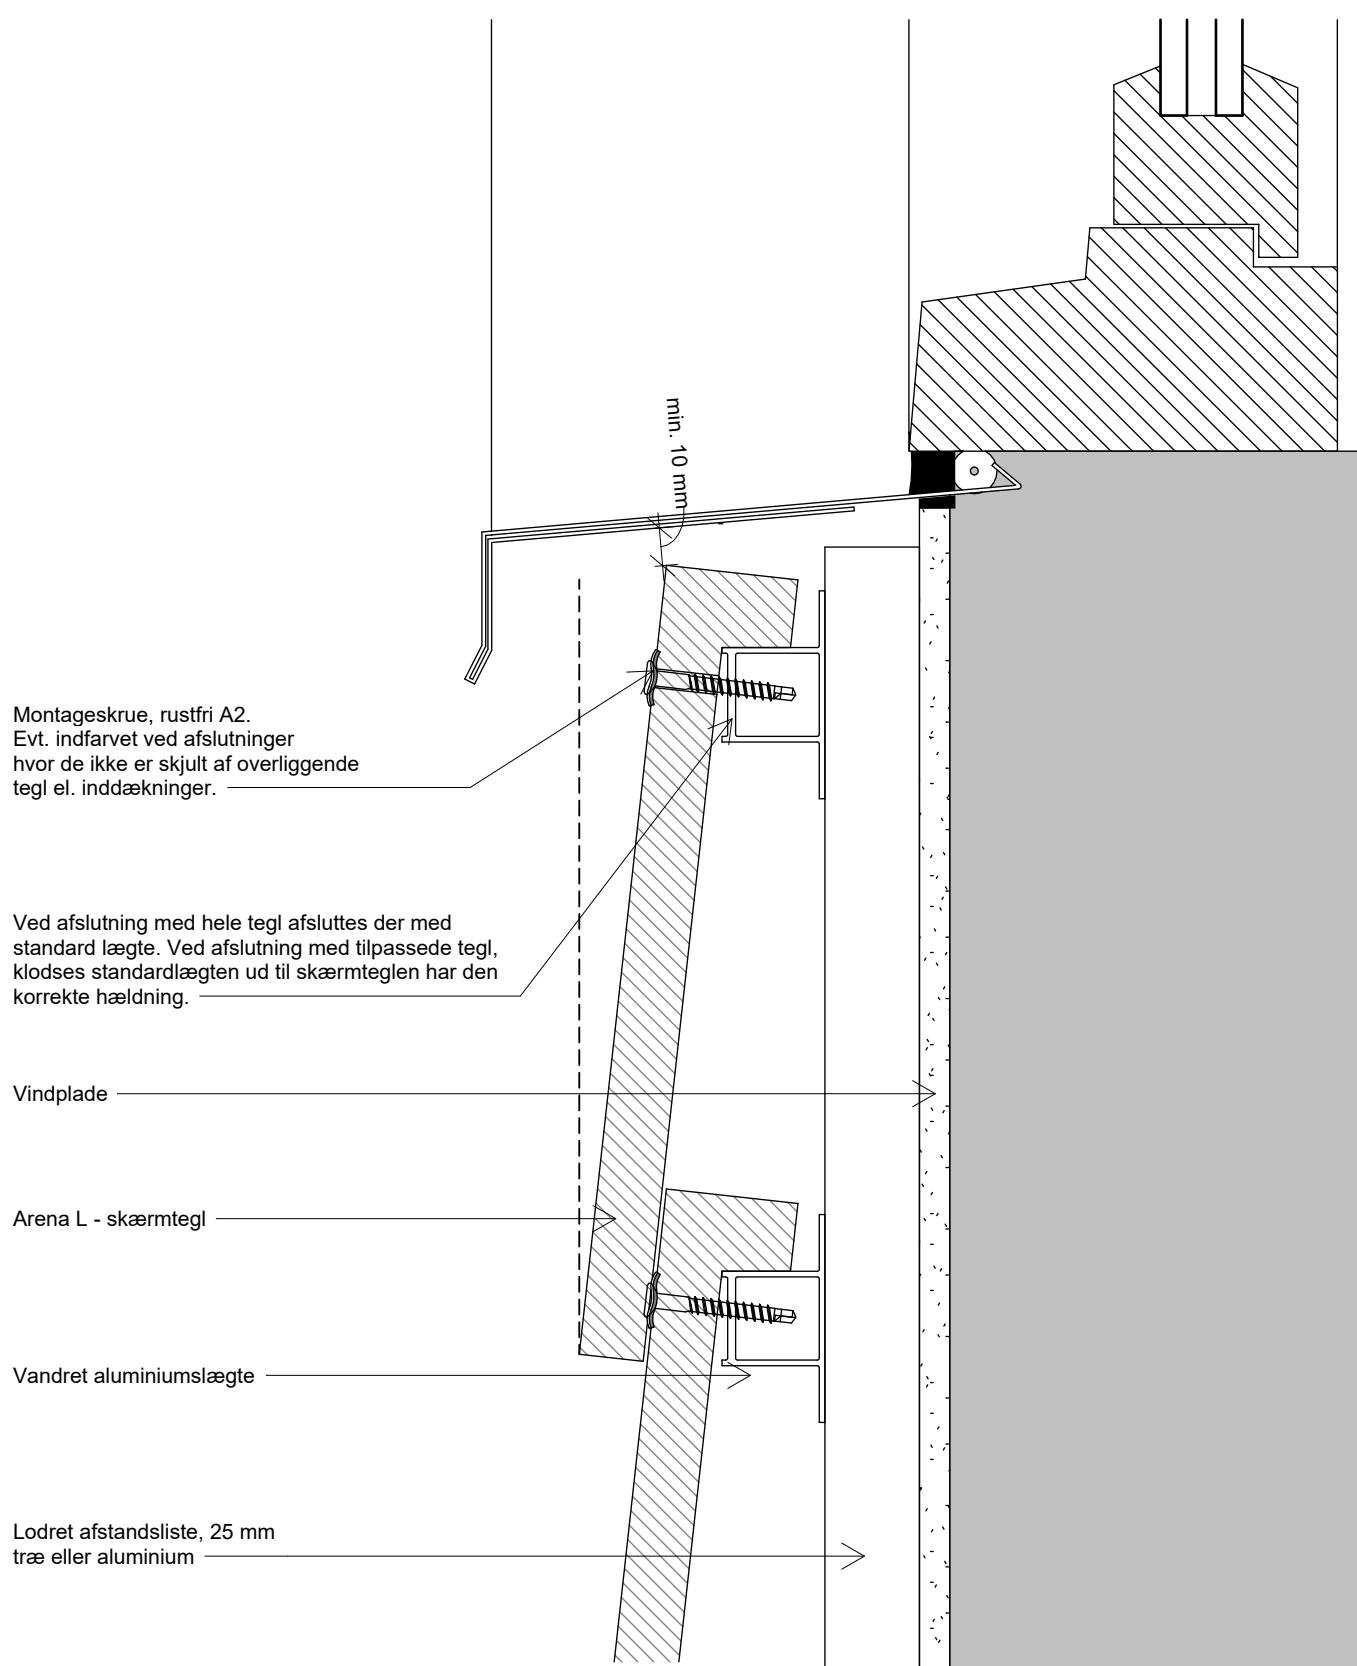 min. 10 mm
Montageskrue, rustfri A2.
Evt. indfarvet ved afslutninger
hvor de ikke er skjult af overliggende
tegl el. inddækninger.
Ved afslutning med hele tegl afsluttes der med
standard lægte. Ved afslutning med tilpassede tegl,
klodses standardlægten ud til skærmteglen har den
korrekte hældning.
Vindplade
Arena L - skærmtegl
Vandret aluminiumslægte
Lodret afstandsliste, 25 mm
træ eller aluminium